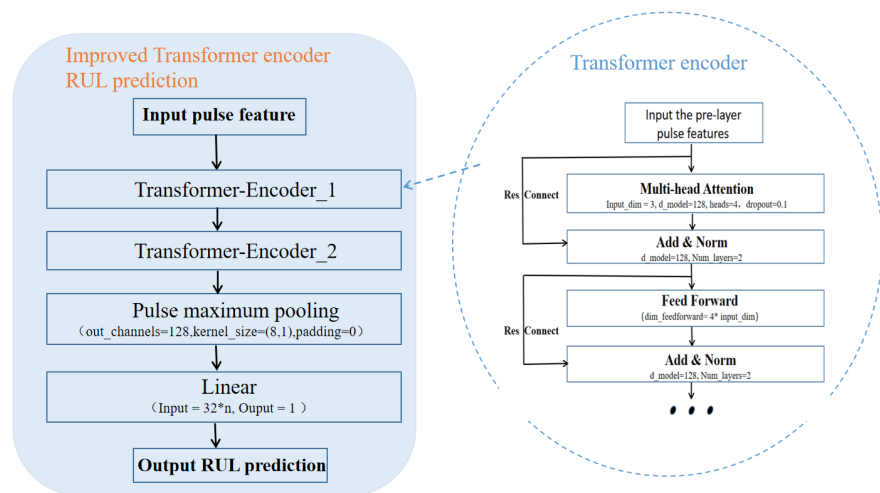 Improved Transformer encoder
RUL prediction
Input pulse feature
Transformer-Encoder_1
Transformer-Encoder_2
Pulse maximum pooling
（out_channels=128,kernel_size=(8,1),padding=0）
Linear
（Input = 32*n, Ouput = 1 ）
Output RUL prediction
Transformer encoder
Input the pre-layer
pulse features
Res Connect
Multi-head Attention
Input_dim = 3, d_model=128, heads=4， dropout=0.1
Add & Norm
d_model=128, Num_layers=2
Res Connect
Feed Forward
(dim_feedforward= 4* input_dim)
Add & Norm
d_model=128, Num_layers=2